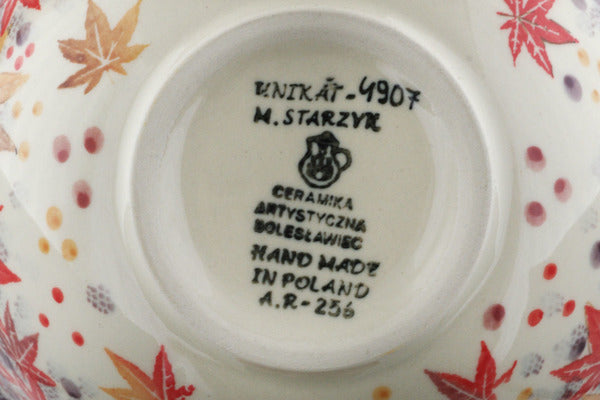 UNIKAT-4907
M. STARZYK
CERAMIKA
ARTYSTYCZNA
BOLESŁAWIEC
HAND MADE
IN POLAND
A.R-256